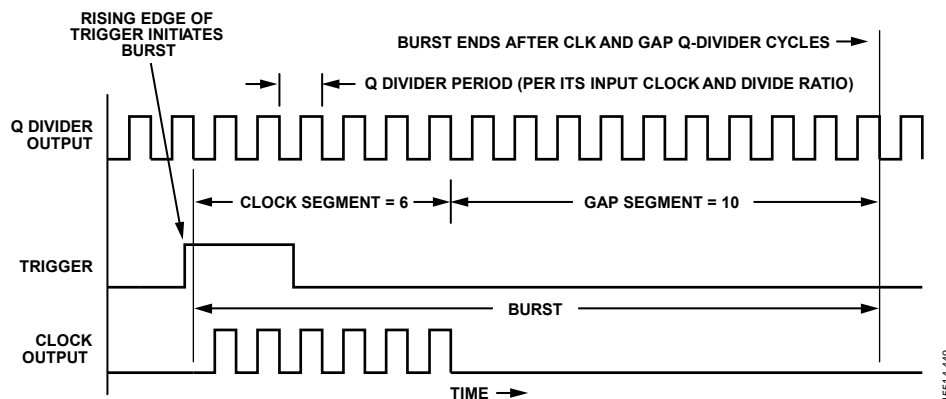 RISING EDGE OF
TRIGGER INITIATES
BURST
BURST ENDS AFTER CLK AND GAP Q-DIVIDER CYCLES
Q DIVIDER PERIOD (PER ITS INPUT CLOCK AND DIVIDE RATIO)
Q DIVIDER
OUTPUT
CLOCK SEGMENT = 6
GAP SEGMENT = 10
TRIGGER
BURST
CLOCK
OUTPUT
TIME